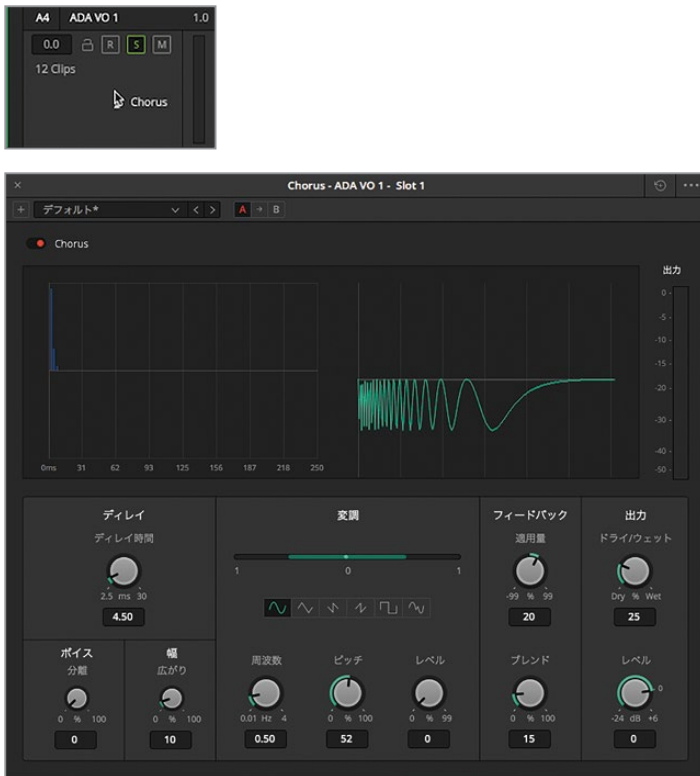 A4 ADA VO 1 1.0
0.0 R S M
12 Clips
Chorus
Chorus - ADA VO 1 - Slot 1
デフォルト*
A B
Chorus
出力
0
-5
-10
-15
-20
-30
-40
-50
0ms 31 62 93 125 156 187 218 250
ディレイ
ディレイ時間
2.5 ms 30
4.50
ボイス
分離
0 % 100
0
幅
広がり
0 % 100
10
変調
1 0 1
周波数
0.01 Hz 4
0.50
ピッチ
0 % 100
52
レベル
0 % 99
0
フィードバック
適用量
-99 % 99
20
ブレンド
0 % 100
15
出力
ドライ/ウェット
Dry % Wet
25
レベル
0
-24 dB +6
0